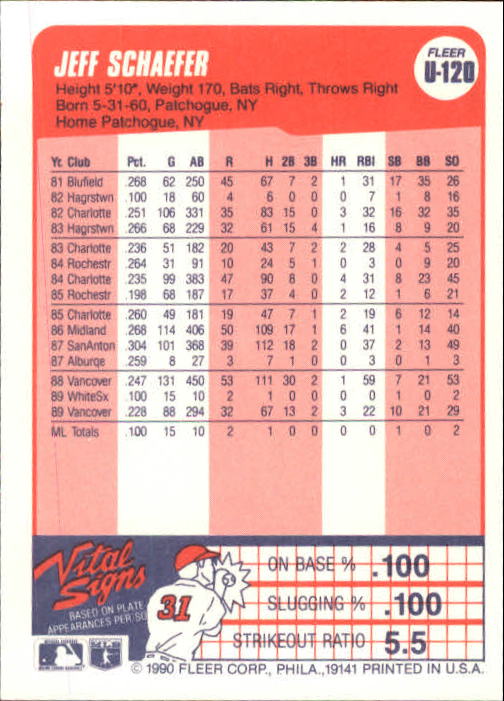 JEFF SCHAEFER
FLEER
U-120
Height 5'10", Weight 170, Bats Right, Throws Right
Born 5-31-60, Patchogue, NY
Home Patchogue, NY
Yr. Club Pct. G AB R H 2B 3B HR RBI SB BB SO
81 Blufield .268 62 250 45 67 7 2 1 31 17 35 26
82 Hagrstwn .100 18 60 4 6 0 0 0 7 1 8 16
82 Charlotte .251 106 331 35 83 15 0 3 32 16 32 35
83 Hagrstwn .266 68 229 32 61 15 4 1 16 8 9 20
83 Charlotte .236 51 182 20 43 7 2 2 28 4 5 25
84 Rochestr .264 31 91 10 24 5 1 0 3 0 9 20
84 Charlotte .235 99 383 47 90 8 0 4 31 8 23 45
85 Rochestr .198 68 187 17 37 4 0 2 12 1 6 21
85 Charlotte .260 49 181 19 47 7 1 2 19 6 12 14
86 Midland .268 114 406 50 109 17 1 6 41 1 14 40
87 SanAnton .304 101 368 39 112 18 2 0 37 2 13 49
87 Alburqe .259 8 27 3 7 1 0 0 3 0 1 3
88 Vancover .247 131 450 53 111 30 2 1 59 7 21 53
89 WhiteSx .100 15 10 2 1 0 0 0 0 1 0 2
89 Vancover .228 88 294 32 67 13 2 3 22 10 21 29
ML Totals .100 15 10 2 1 0 0 0 0 1 0 2
Vital
Signs
BASED ON PLATE
APPEARANCES PER/SO
31
ON BASE % .100
SLUGGING % .100
STRIKEOUT RATIO 5.5
© 1990 FLEER CORP., PHILA., 19141 PRINTED IN U.S.A.